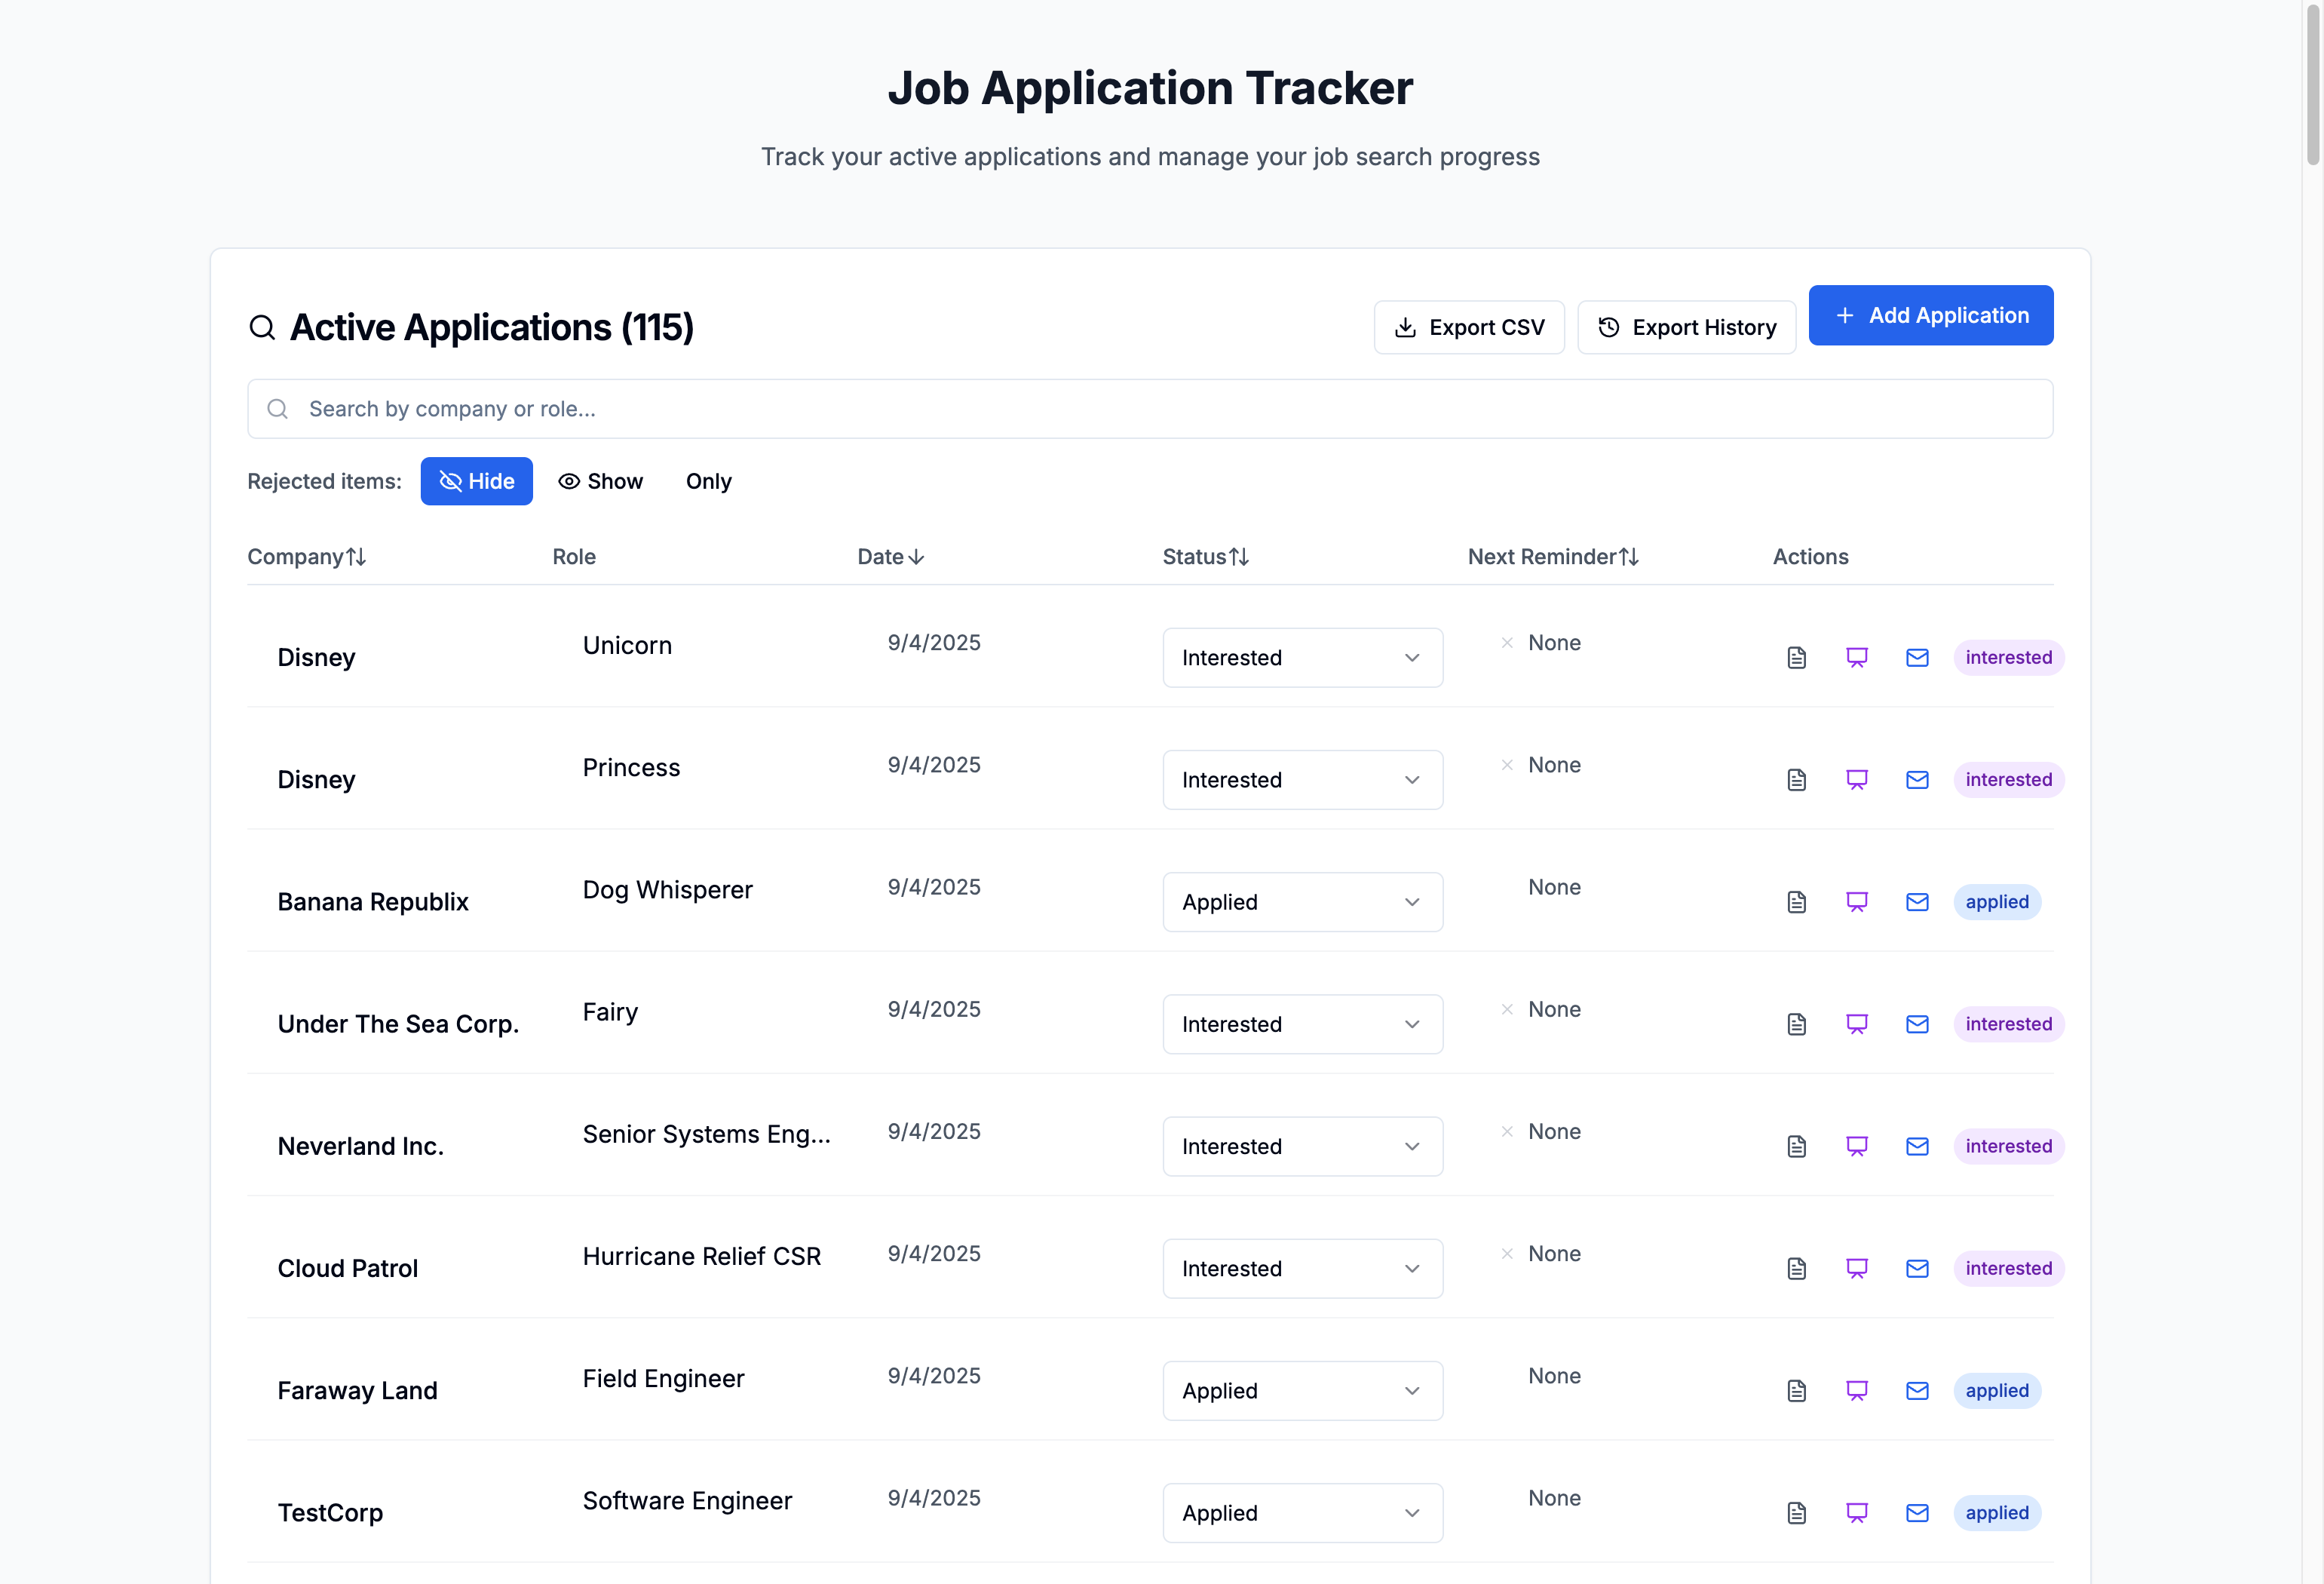 Job Application Tracker
Track your active applications and manage your job search progress
Active Applications (115)
Export CSV
Export History
Add Application
Search by company or role...
Rejected items: Hide Show Only
Company Role Date Status Next Reminder Actions
Disney Unicorn 9/4/2025 Interested None interested
Disney Princess 9/4/2025 Interested None interested
Banana Republix Dog Whisperer 9/4/2025 Applied None applied
Under The Sea Corp. Fairy 9/4/2025 Interested None interested
Neverland Inc. Senior Systems Eng... 9/4/2025 Interested None interested
Cloud Patrol Hurricane Relief CSR 9/4/2025 Interested None interested
Faraway Land Field Engineer 9/4/2025 Applied None applied
TestCorp Software Engineer 9/4/2025 Applied None applied